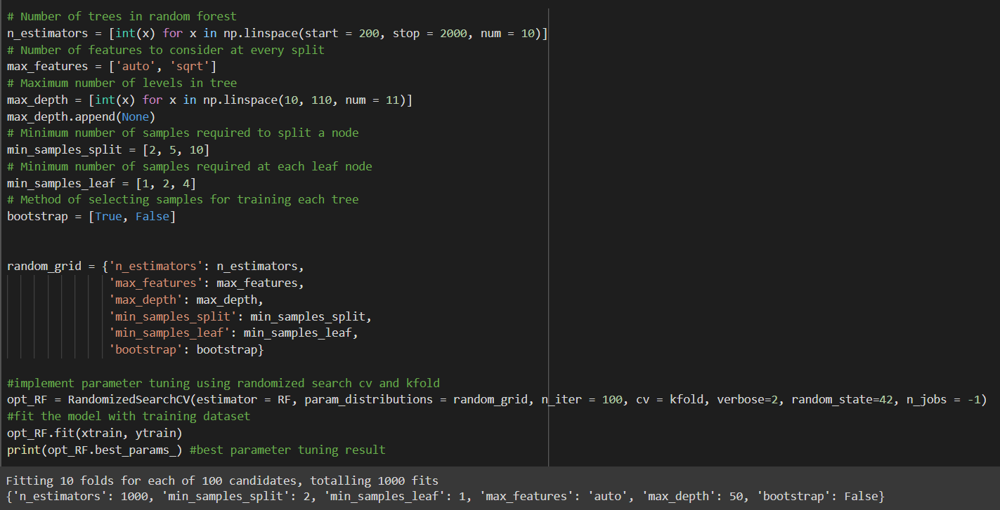 # Number of trees in random forest
n_estimators = [int(x) for x in np.linspace(start = 200, stop = 2000, num = 10)]
# Number of features to consider at every split
max_features = ['auto', 'sqrt']
# Maximum number of levels in tree
max_depth = [int(x) for x in np.linspace(10, 110, num = 11)]
max_depth.append(None)
# Minimum number of samples required to split a node
min_samples_split = [2, 5, 10]
# Minimum number of samples required at each leaf node
min_samples_leaf = [1, 2, 4]
# Method of selecting samples for training each tree
bootstrap = [True, False]
random_grid = {'n_estimators': n_estimators,
'max_features': max_features,
'max_depth': max_depth,
'min_samples_split': min_samples_split,
'min_samples_leaf': min_samples_leaf,
'bootstrap': bootstrap}
#implement parameter tuning using randomized search cv and kfold
opt_RF = RandomizedSearchCV(estimator = RF, param_distributions = random_grid, n_iter = 100, cv = kfold, verbose=2, random_state=42, n_jobs = -1)
#fit the model with training dataset
opt_RF.fit(xtrain, ytrain)
print(opt_RF.best_params_) #best parameter tuning result
Fitting 10 folds for each of 100 candidates, totalling 1000 fits
{'n_estimators': 1000, 'min_samples_split': 2, 'min_samples_leaf': 1, 'max_features': 'auto', 'max_depth': 50, 'bootstrap': False}